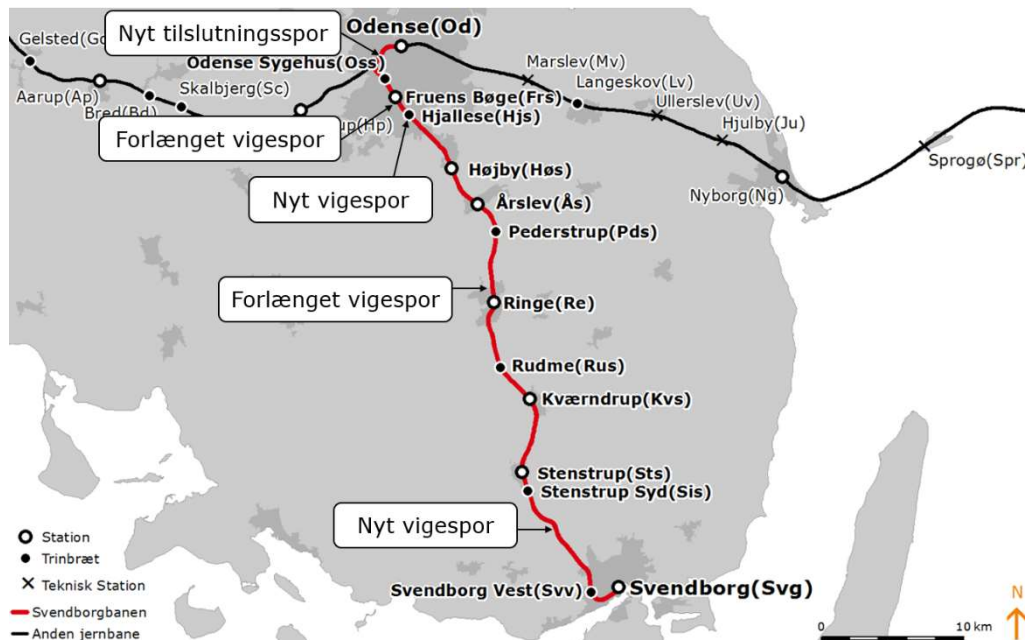 Nyt tilslutningsspor
Odense(Od)
Gelsted(Gd
Odense Sygehus(Oss)
Marslev(Mv)
Skalbjerg(Sc)
Langeskov(Lv)
Aarup(Ap)
Bred(Bd)
Fruens Bøge(Frs)
Ullerslev(Uv)
Hjallese(Hjs)
up(Hp)
Hjulby(Ju)
Forlænget vigespor
Sprogø(Spr)
Højby(Høs)
Nyt vigespor
Nyborg(Ng)
Årslev(Ås)
Pederstrup(Pds)
Forlænget vigespor
Ringe(Re)
Rudme(Rus)
Kværndrup(Kvs)
Stenstrup(Sts)
Stenstrup Syd(Sis)
Nyt vigespor
Station
Trinbræt
Teknisk Station
Svendborg Vest(Svv)
Svendborg(Svg)
Svendborgbanen
Anden jernbane
0
10 km
N